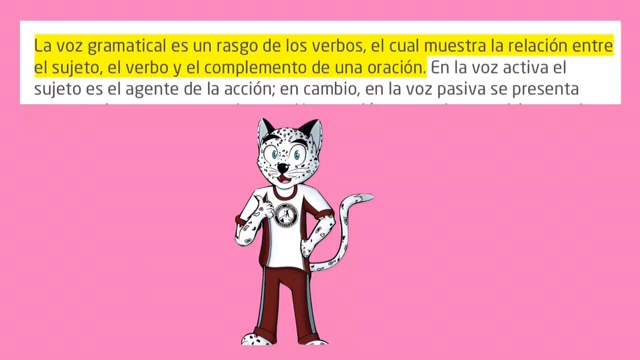 La voz gramatical es un rasgo de los verbos, el cual muestra la relación entre
el sujeto, el verbo y el complemento de una oración. En la voz activa el
sujeto es el agente de la acción; en cambio, en la voz pasiva se presenta